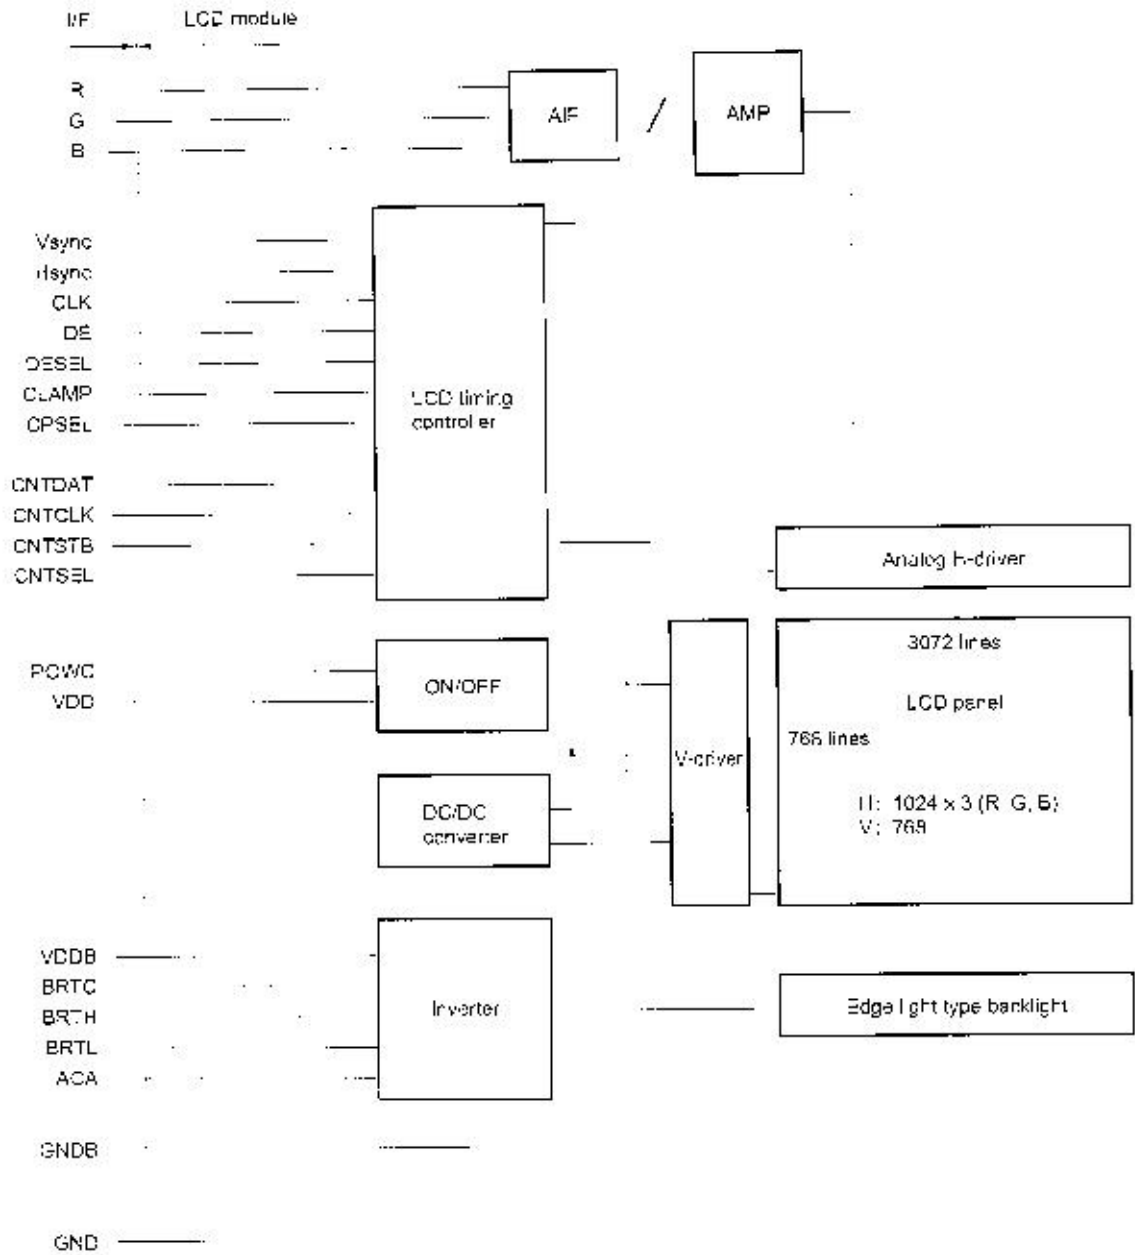 I/F LCD module
R
G
B
AIF
AMP
Vsync
Hsync
CLK
DE
DESEL
CLAMP
CPSEL
CNTDAT
CNTCLK
CNTSTB
CNTSEL
LCD timing
controller
Analog H-driver
3072 lines
LCD panel
768 lines
H: 1024 x 3 (R, G, B)
V: 768
V-driver
POWC
VDD
ON/OFF
DC/DC
converter
VDDB
BRTC
BRTH
BRTL
ACA
Inverter
Edge light type backlight
GNDB
GND